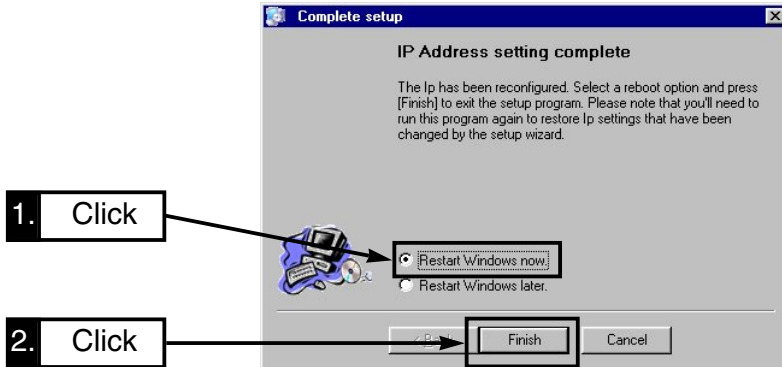 Complete setup
IP Address setting complete
The Ip has been reconfigured. Select a reboot option and press
[Finish] to exit the setup program. Please note that you'll need to
run this program again to restore Ip settings that have been
changed by the setup wizard.
1. Click
Restart Windows now.
Restart Windows later.
2. Click
Finish
Cancel